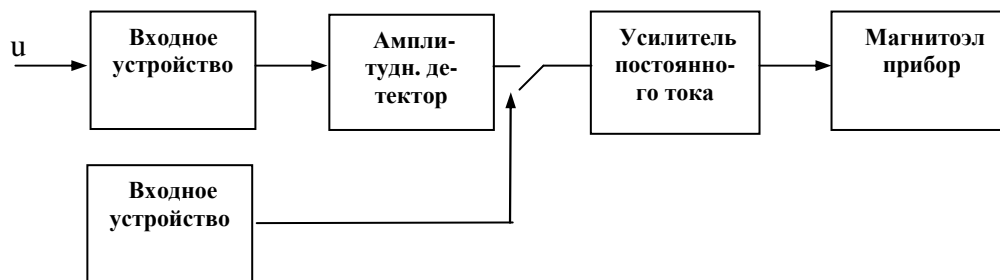 u
Входное
устройство
Ампли-
тудн. де-
тектор
Усилитель
постоянно-
го тока
Магнитоэл
прибор
Входное
устройство